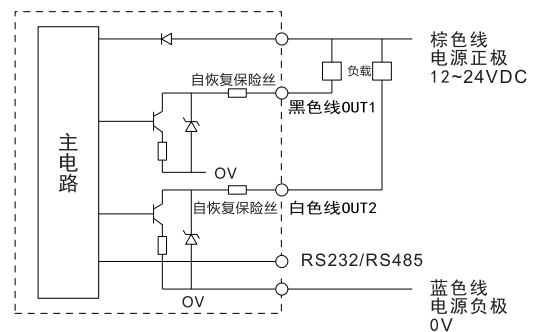 棕色线
电源正极
12~24VDC
负载
自恢复保险丝
黑色线OUT1
主电路
OV
自恢复保险丝
白色线OUT2
RS232/RS485
OV
蓝色线
电源负极
0V